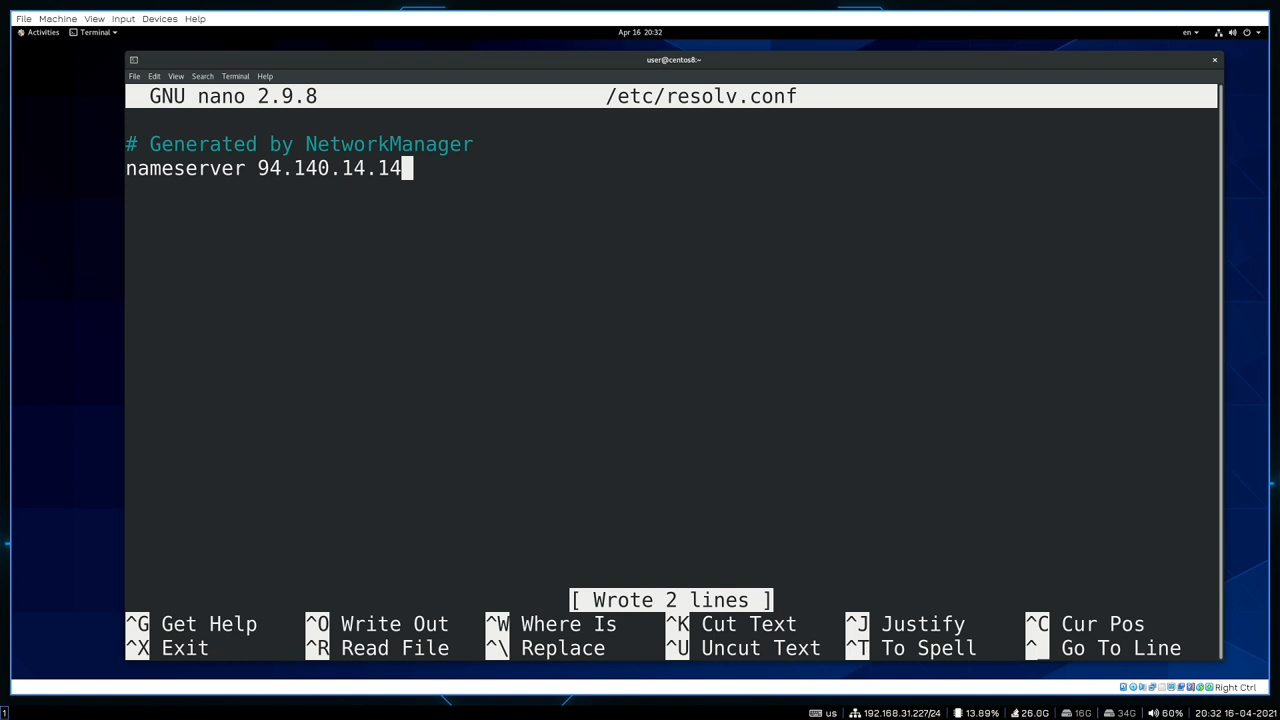 File Machine View Input Devices Help
Activities Terminal Apr 16 20:32 en
user@centos8:~
File Edit View Search Terminal Help
GNU nano 2.9.8 /etc/resolv.conf
# Generated by NetworkManager
nameserver 94.140.14.14
[ Wrote 2 lines ]
^G Get Help ^O Write Out ^W Where Is ^K Cut Text ^J Justify ^C Cur Pos
^X Exit ^R Read File ^\ Replace ^U Uncut Text ^T To Spell ^_ Go To Line
Right Ctrl
1 us 192.168.31.227/24 13.89% 26.0G 16G 34G 60% 20:32 16-04-2021